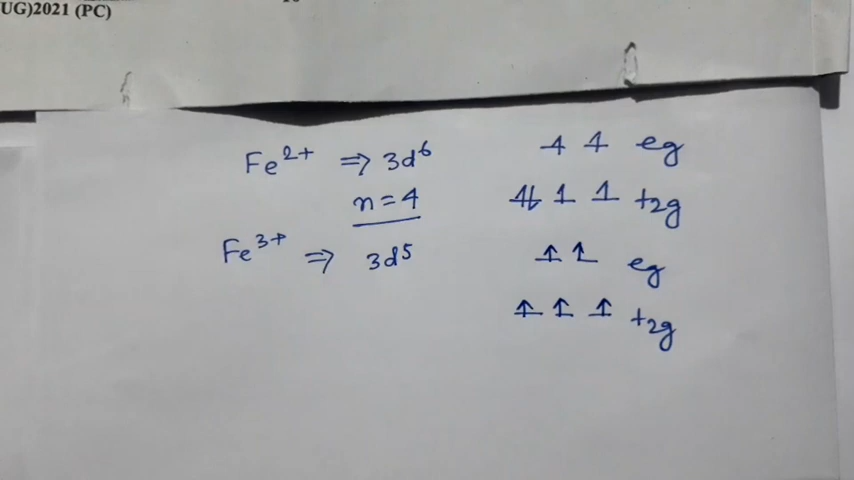 UG)2021 (PC)
Fe2+ ⇒ 3d6 eg
n=4 t2g
Fe3+ ⇒ 3d5 eg
t2g